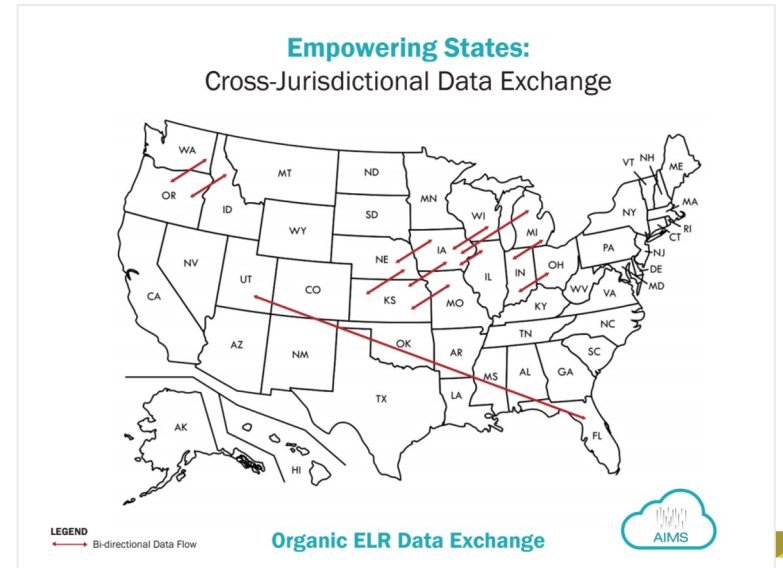 Empowering States:
Cross-Jurisdictional Data Exchange
WA
OR
ID
MT
ND
SD
MN
WI
MI
WY
NE
IA
NV
UT
CO
KS
MO
IL
IN
OH
CA
AZ
NM
OK
AR
TX
LA
MS
AL
GA
FL
TN
KY
WV
VA
NC
SC
PA
NY
VT
NH
ME
MA
RI
CT
NJ
DE
MD
AK
HI
LEGEND
Bi-directional Data Flow
Organic ELR Data Exchange
AIMS